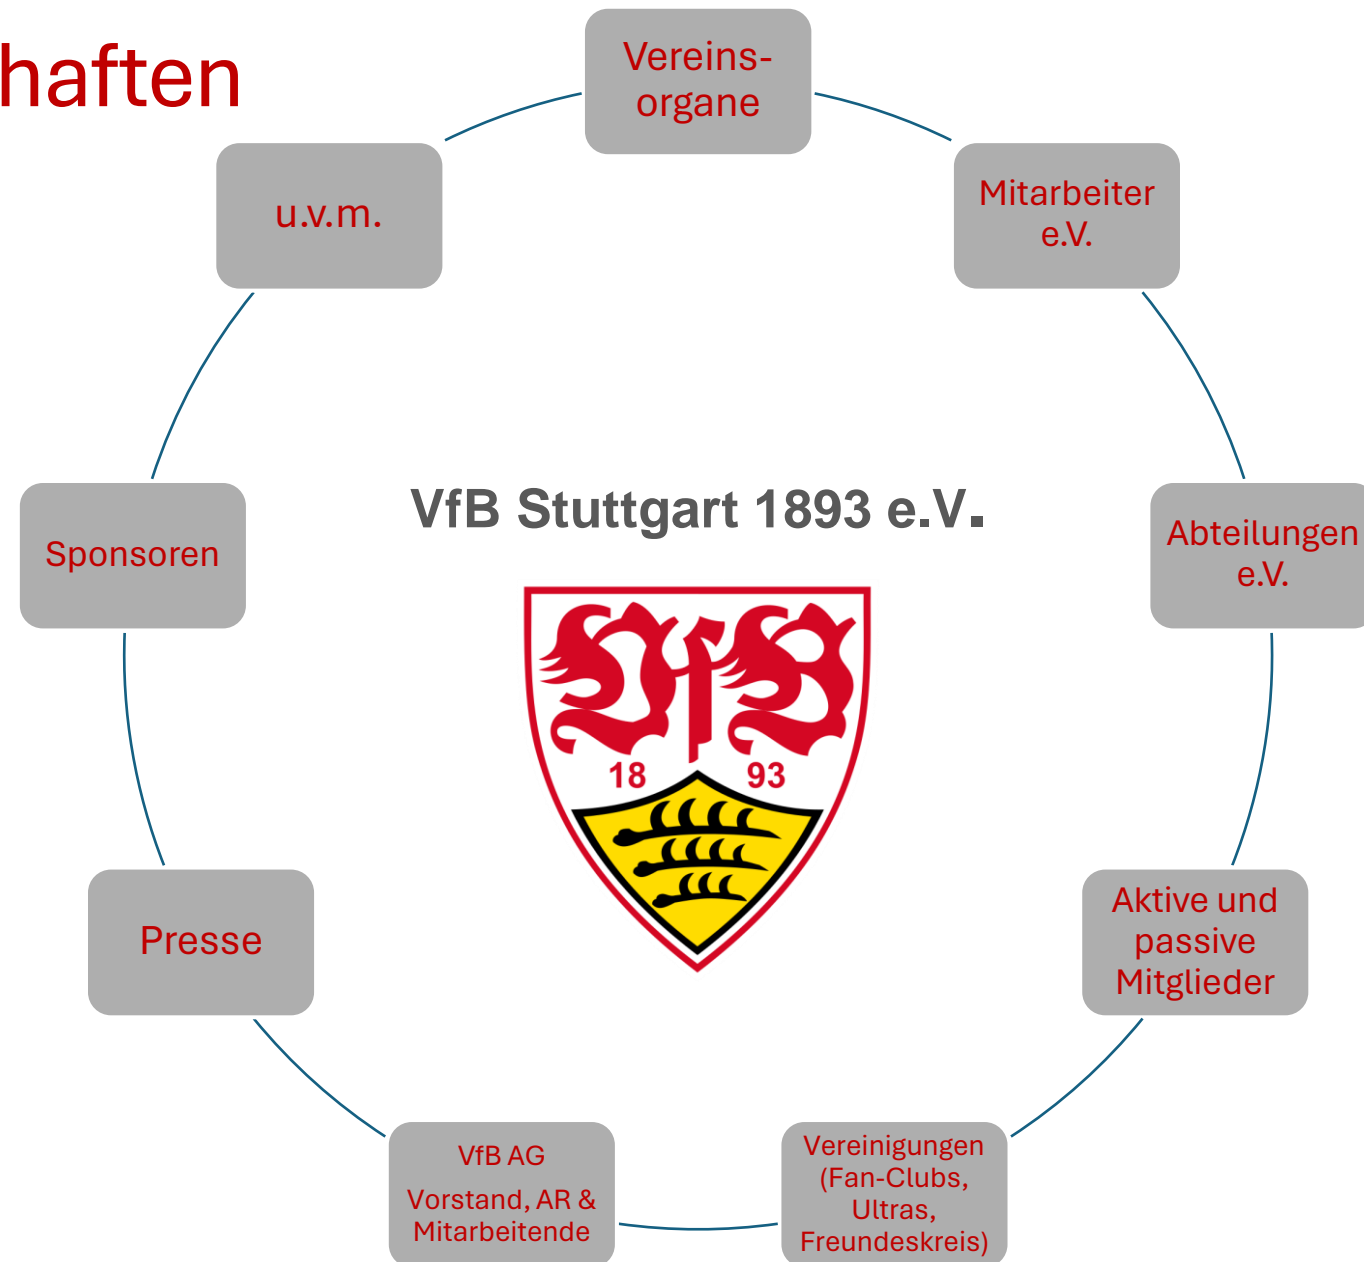 haften
Vereins-
organe
Mitarbeiter
e.V.
Abteilungen
e.V.
Aktive und
passive
Mitglieder
Vereinigungen
(Fan-Clubs,
Ultras,
Freundeskreis)
VfB AG
Vorstand, AR &
Mitarbeitende
Presse
Sponsoren
u.v.m.
VfB Stuttgart 1893 e.V.
VfB
18 93